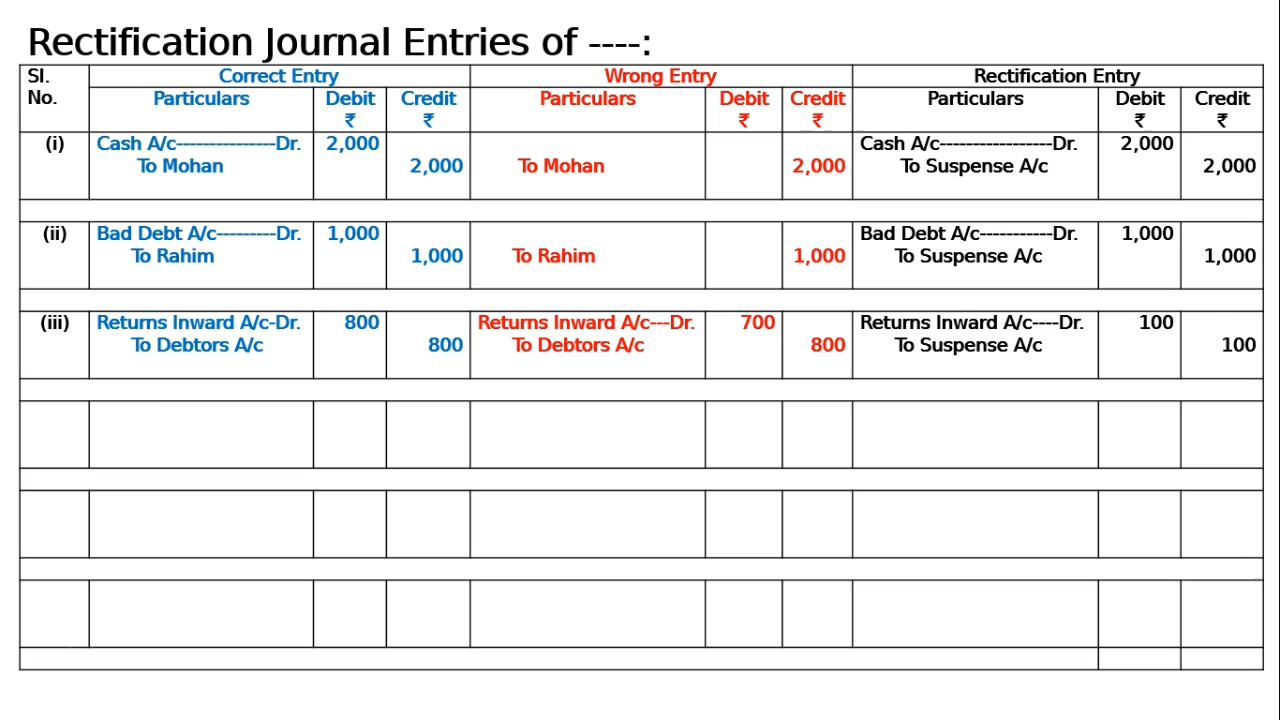 Rectification Journal Entries of ----:
Sl. No. Correct Entry Wrong Entry Rectification Entry
Particulars Debit ₹ Credit ₹ Particulars Debit ₹ Credit ₹ Particulars Debit ₹ Credit ₹
(i) Cash A/c---------------Dr. 2,000 Cash A/c-----------------Dr. 2,000
To Mohan 2,000 To Mohan 2,000 To Suspense A/c 2,000
(ii) Bad Debt A/c---------Dr. 1,000 Bad Debt A/c-----------Dr. 1,000
To Rahim 1,000 To Rahim 1,000 To Suspense A/c 1,000
(iii) Returns Inward A/c-Dr. 800 Returns Inward A/c---Dr. 700 Returns Inward A/c----Dr. 100
To Debtors A/c 800 To Debtors A/c 800 To Suspense A/c 100